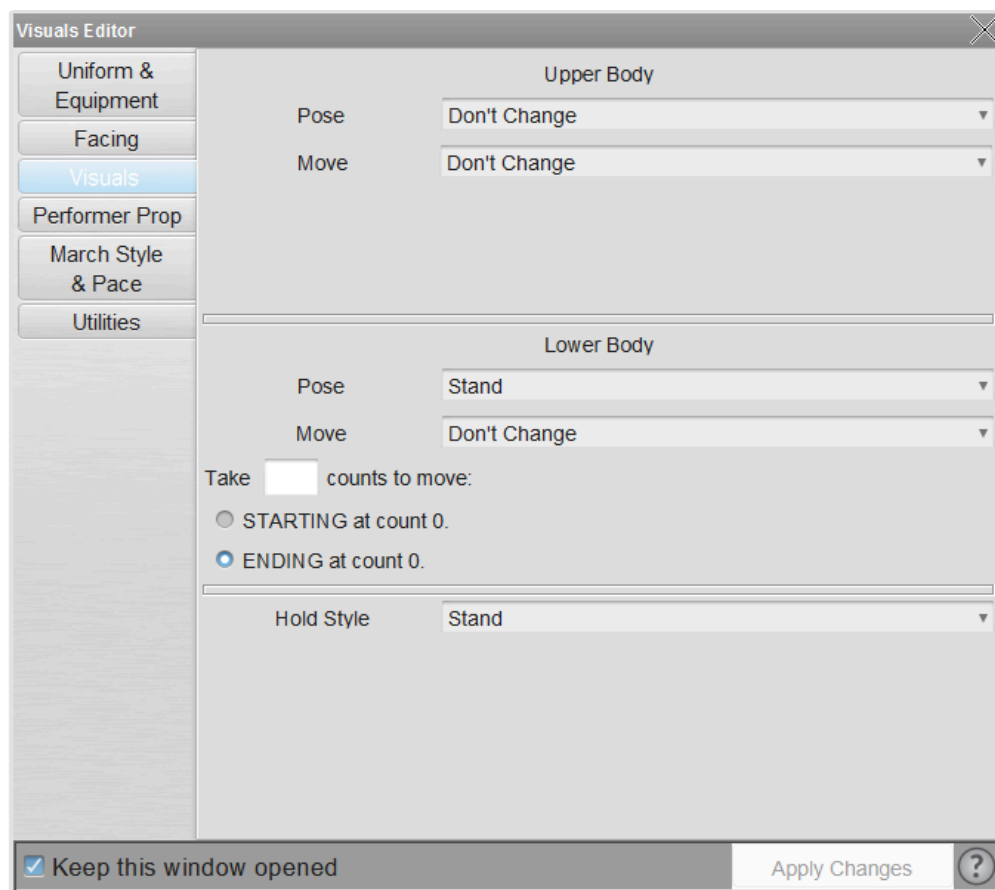 Visuals Editor
Uniform &
Equipment
Facing
Visuals
Performer Prop
March Style
& Pace
Utilities
Upper Body
Pose Don't Change
Move Don't Change
Lower Body
Pose Stand
Move Don't Change
Take counts to move:
STARTING at count 0.
ENDING at count 0.
Hold Style Stand
Keep this window opened
Apply Changes
?